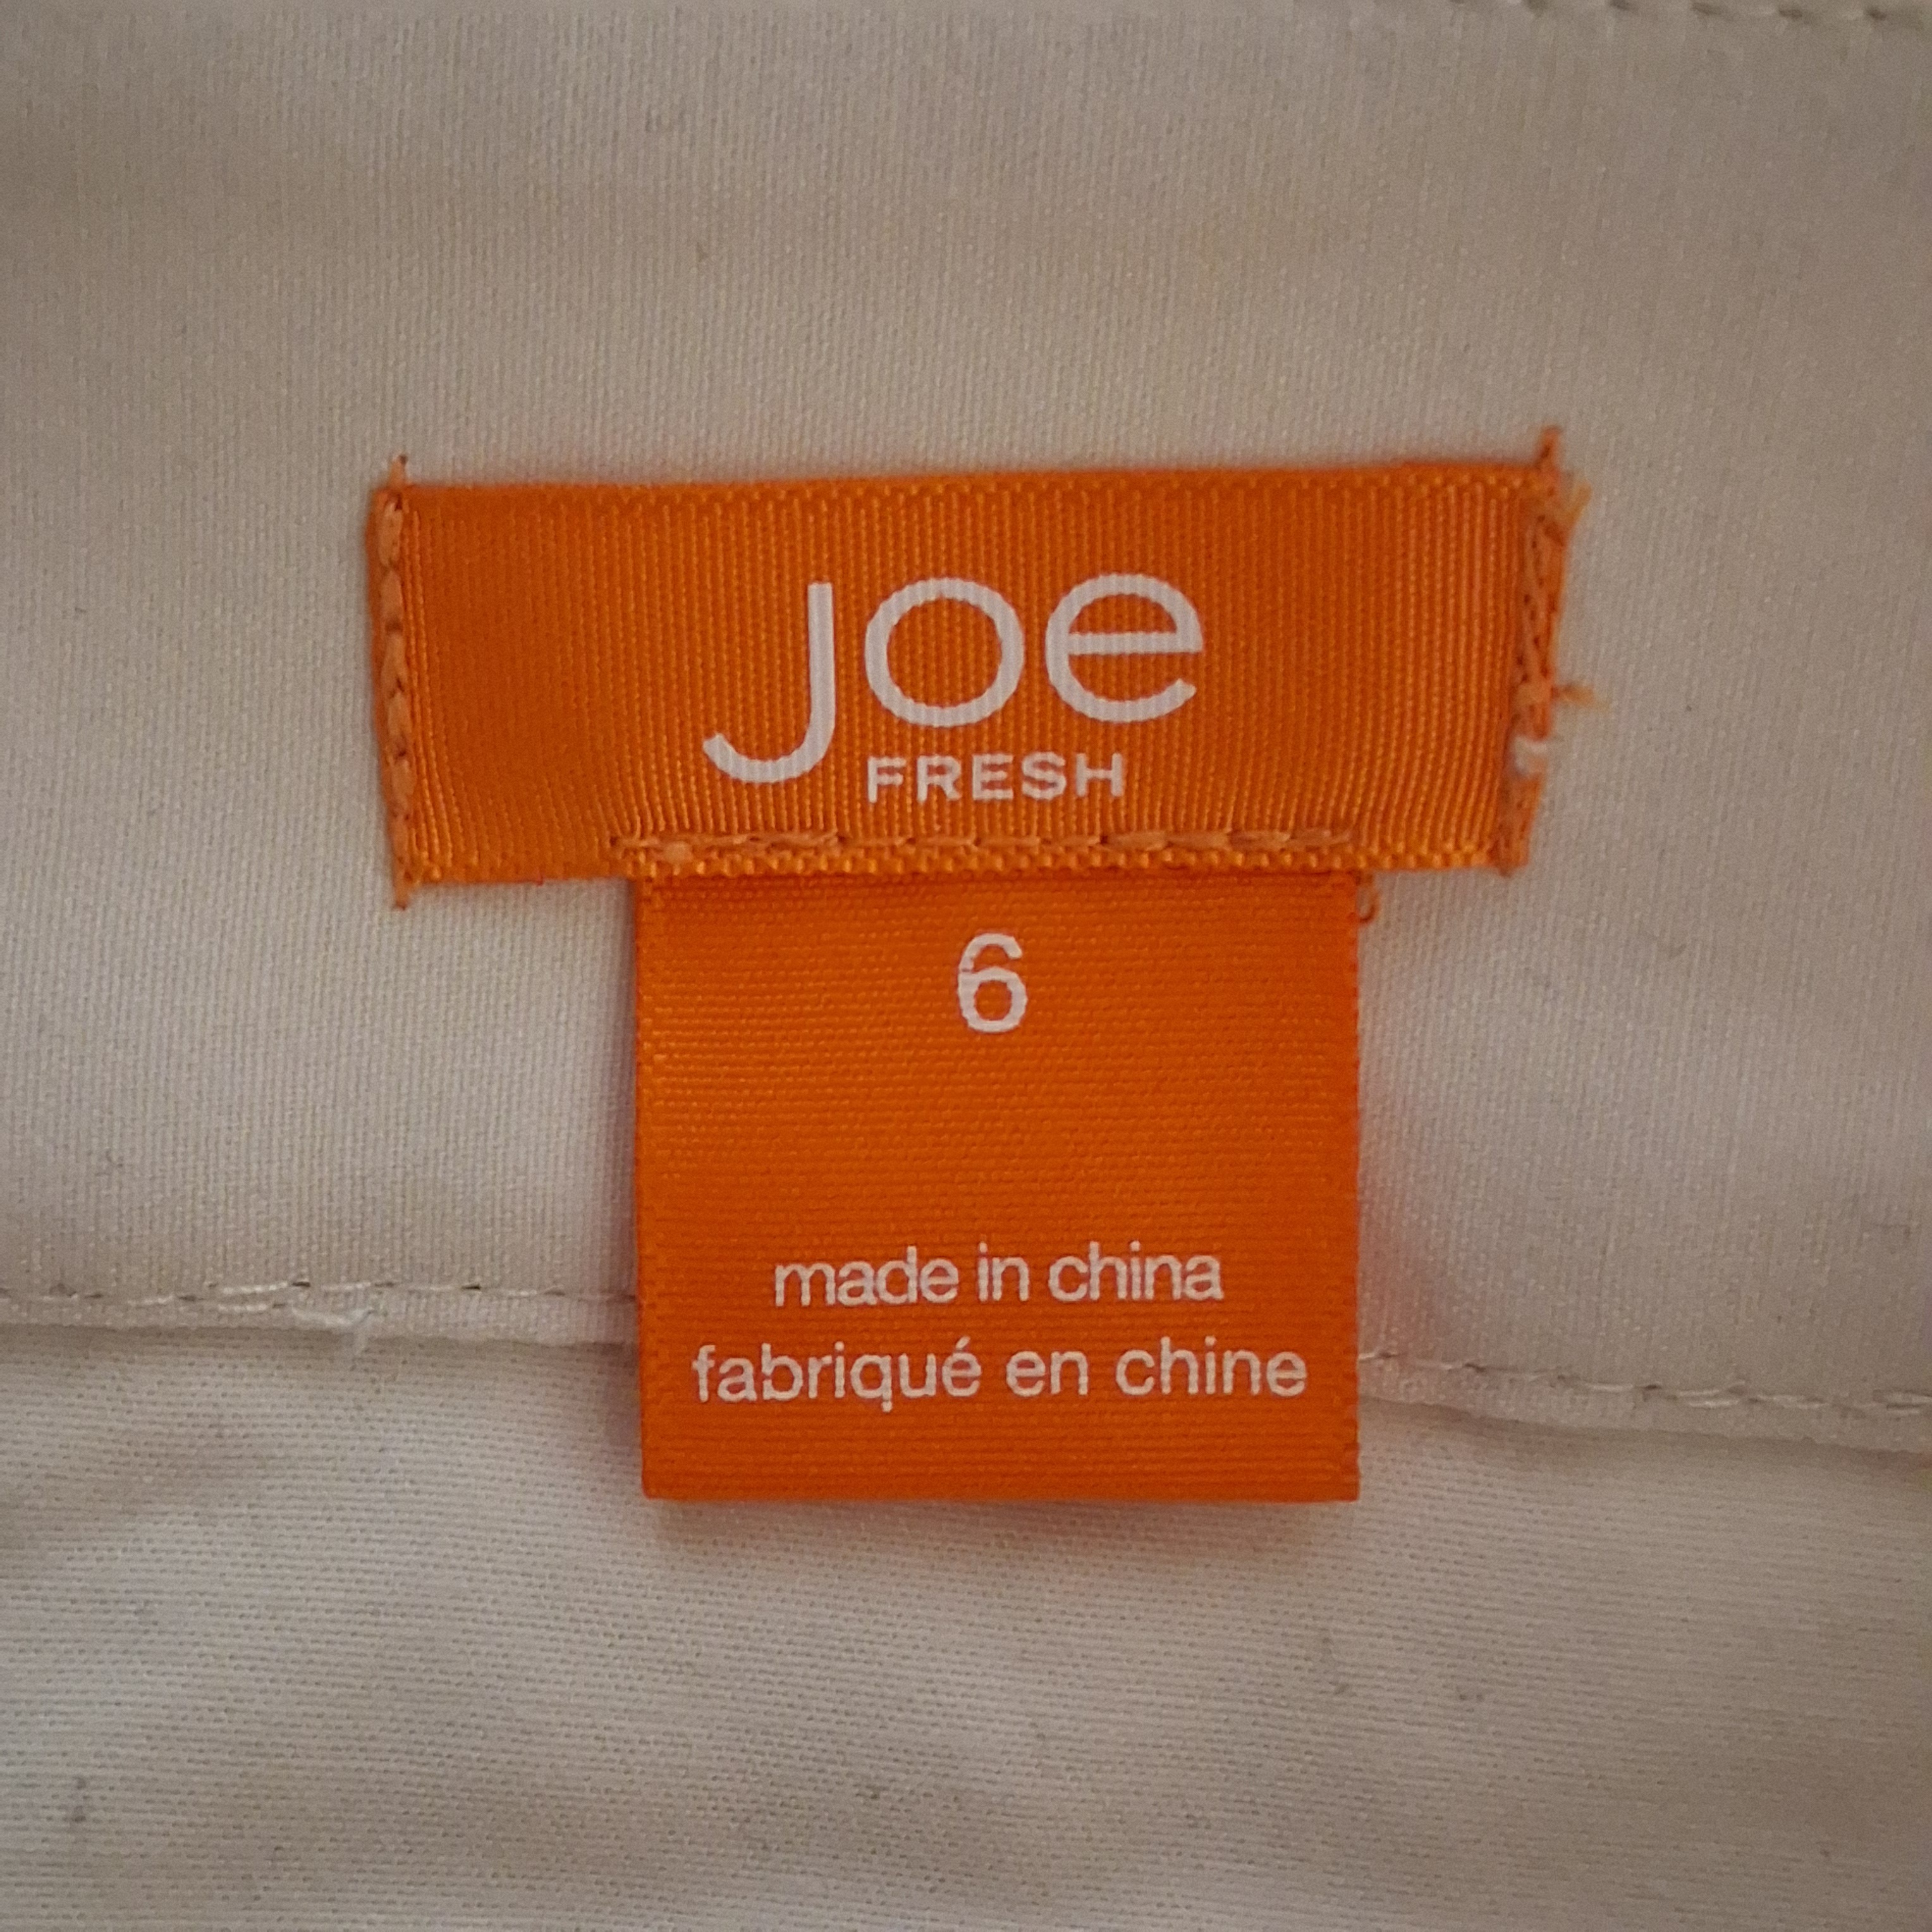 joe
FRESH
6
made in china
fabriqué en chine